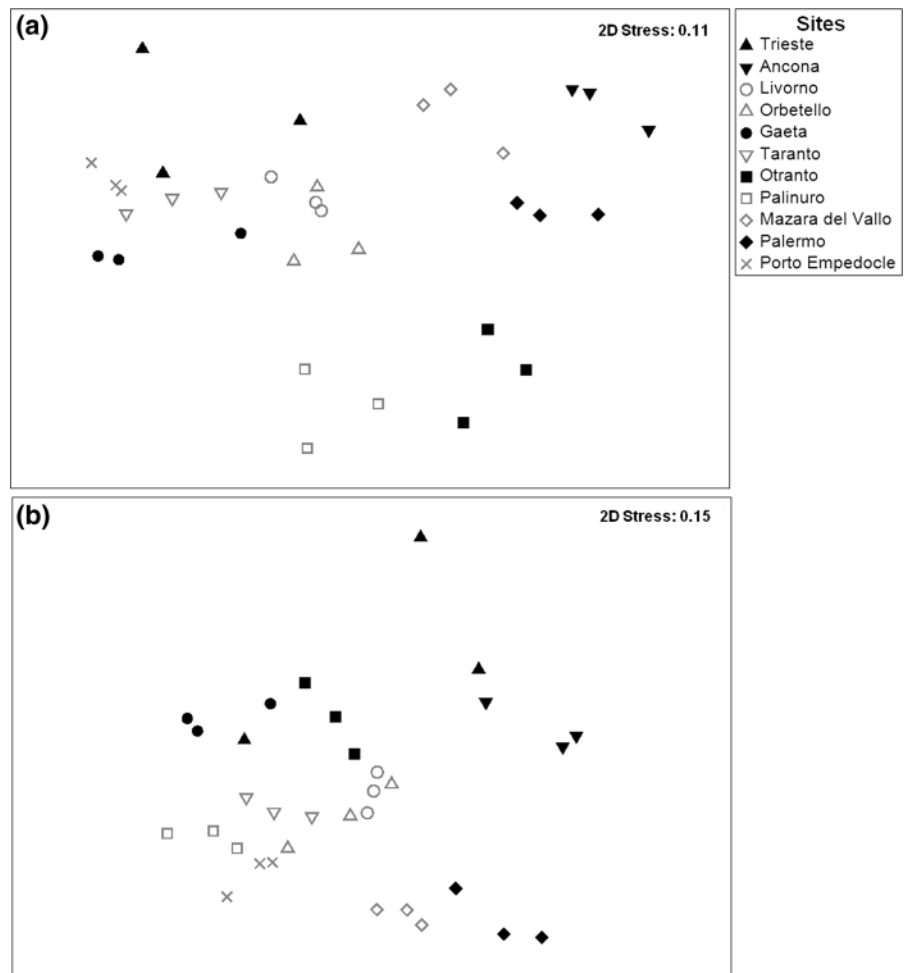 (a)
2D Stress: 0.11
Sites
Trieste
Ancona
Livorno
Orbetello
Gaeta
Taranto
Otranto
Palinuro
Mazara del Vallo
Palermo
Porto Empedocle
(b)
2D Stress: 0.15